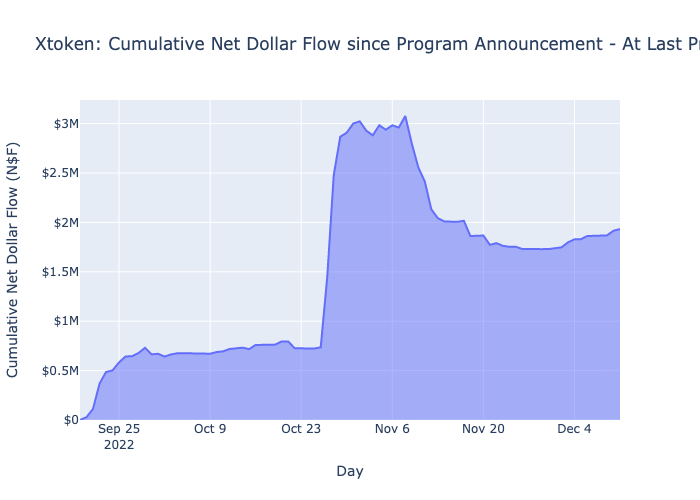 Xtoken: Cumulative Net Dollar Flow since Program Announcement - At Last
Cumulative Net Dollar Flow (N$F)
$3M
$2.5M
$2M
$1.5M
$1M
$0.5M
$0
Sep 25
2022
Oct 9
Oct 23
Nov 6
Nov 20
Dec 4
Day